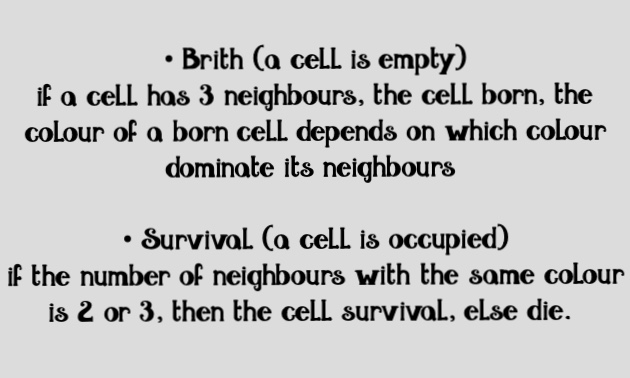 • Brith (a cell is empty)
if a cell has 3 neighbours, the cell born, the
colour of a born cell depends on which colour
dominate its neighbours
• Survival (a cell is occupied)
if the number of neighbours with the same colour
is 2 or 3, then the cell survival, else die.